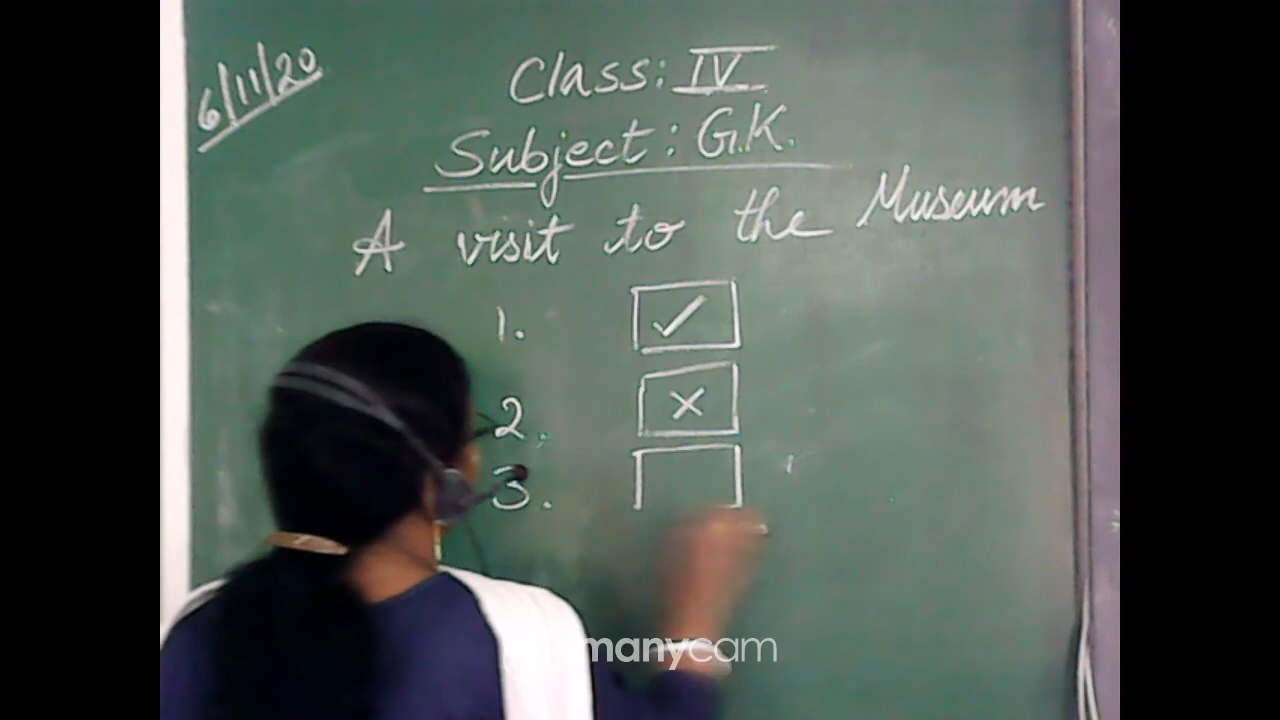 6/11/20
Class: IV
Subject: G.K.
A visit to the Museum
1. ✓
2. ×
3.
manycam